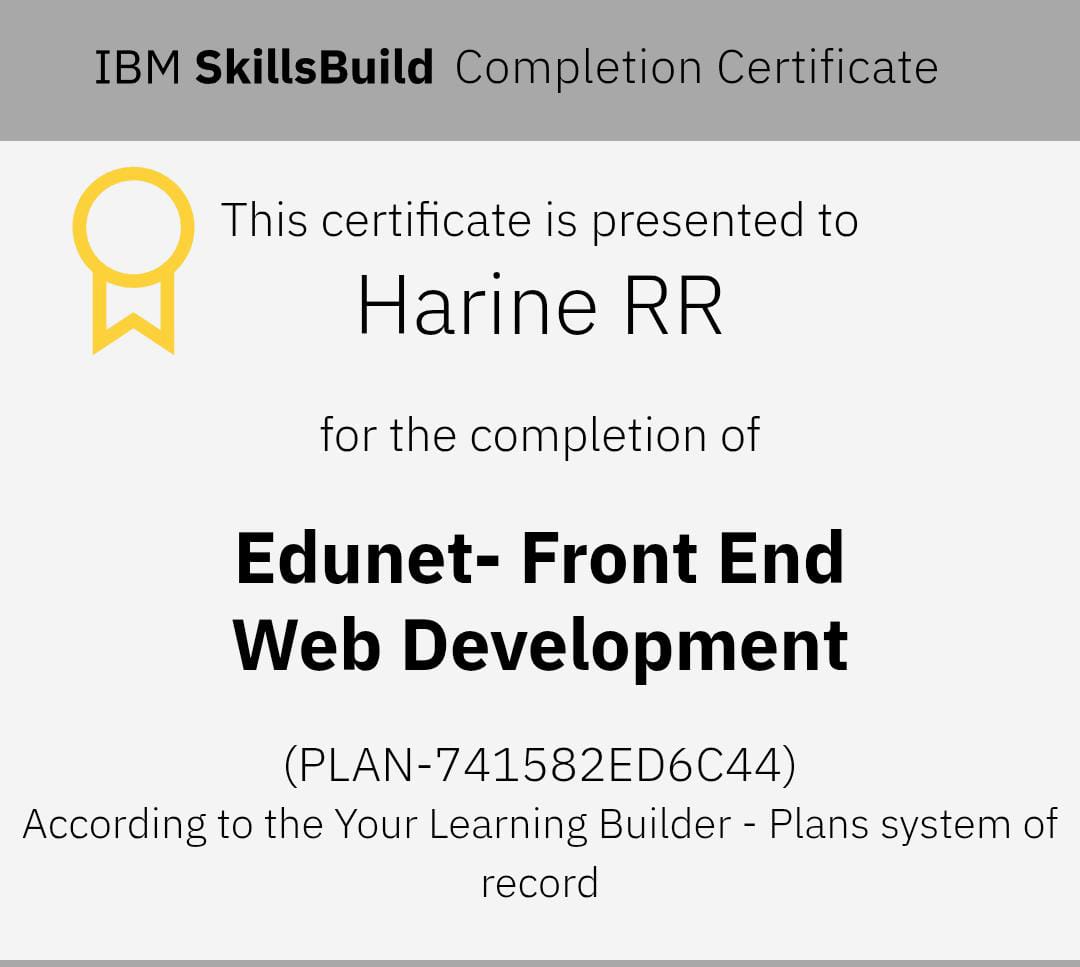 IBM SkillsBuild Completion Certificate
This certificate is presented to
Harine RR
for the completion of
Edunet- Front End
Web Development
(PLAN-741582ED6C44)
According to the Your Learning Builder - Plans system of
record